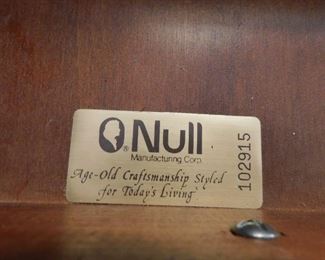 Null
® Manufacturing Corp.
Age-Old Craftsmanship Styled
for Today's Living
102915